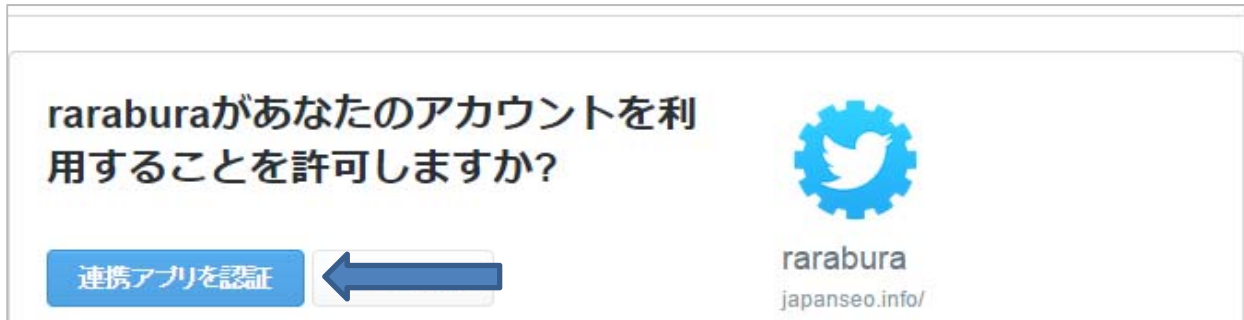 raraburaがあなたのアカウントを利
用することを許可しますか?
連携アプリを認証
rarabura
japanseo.info/